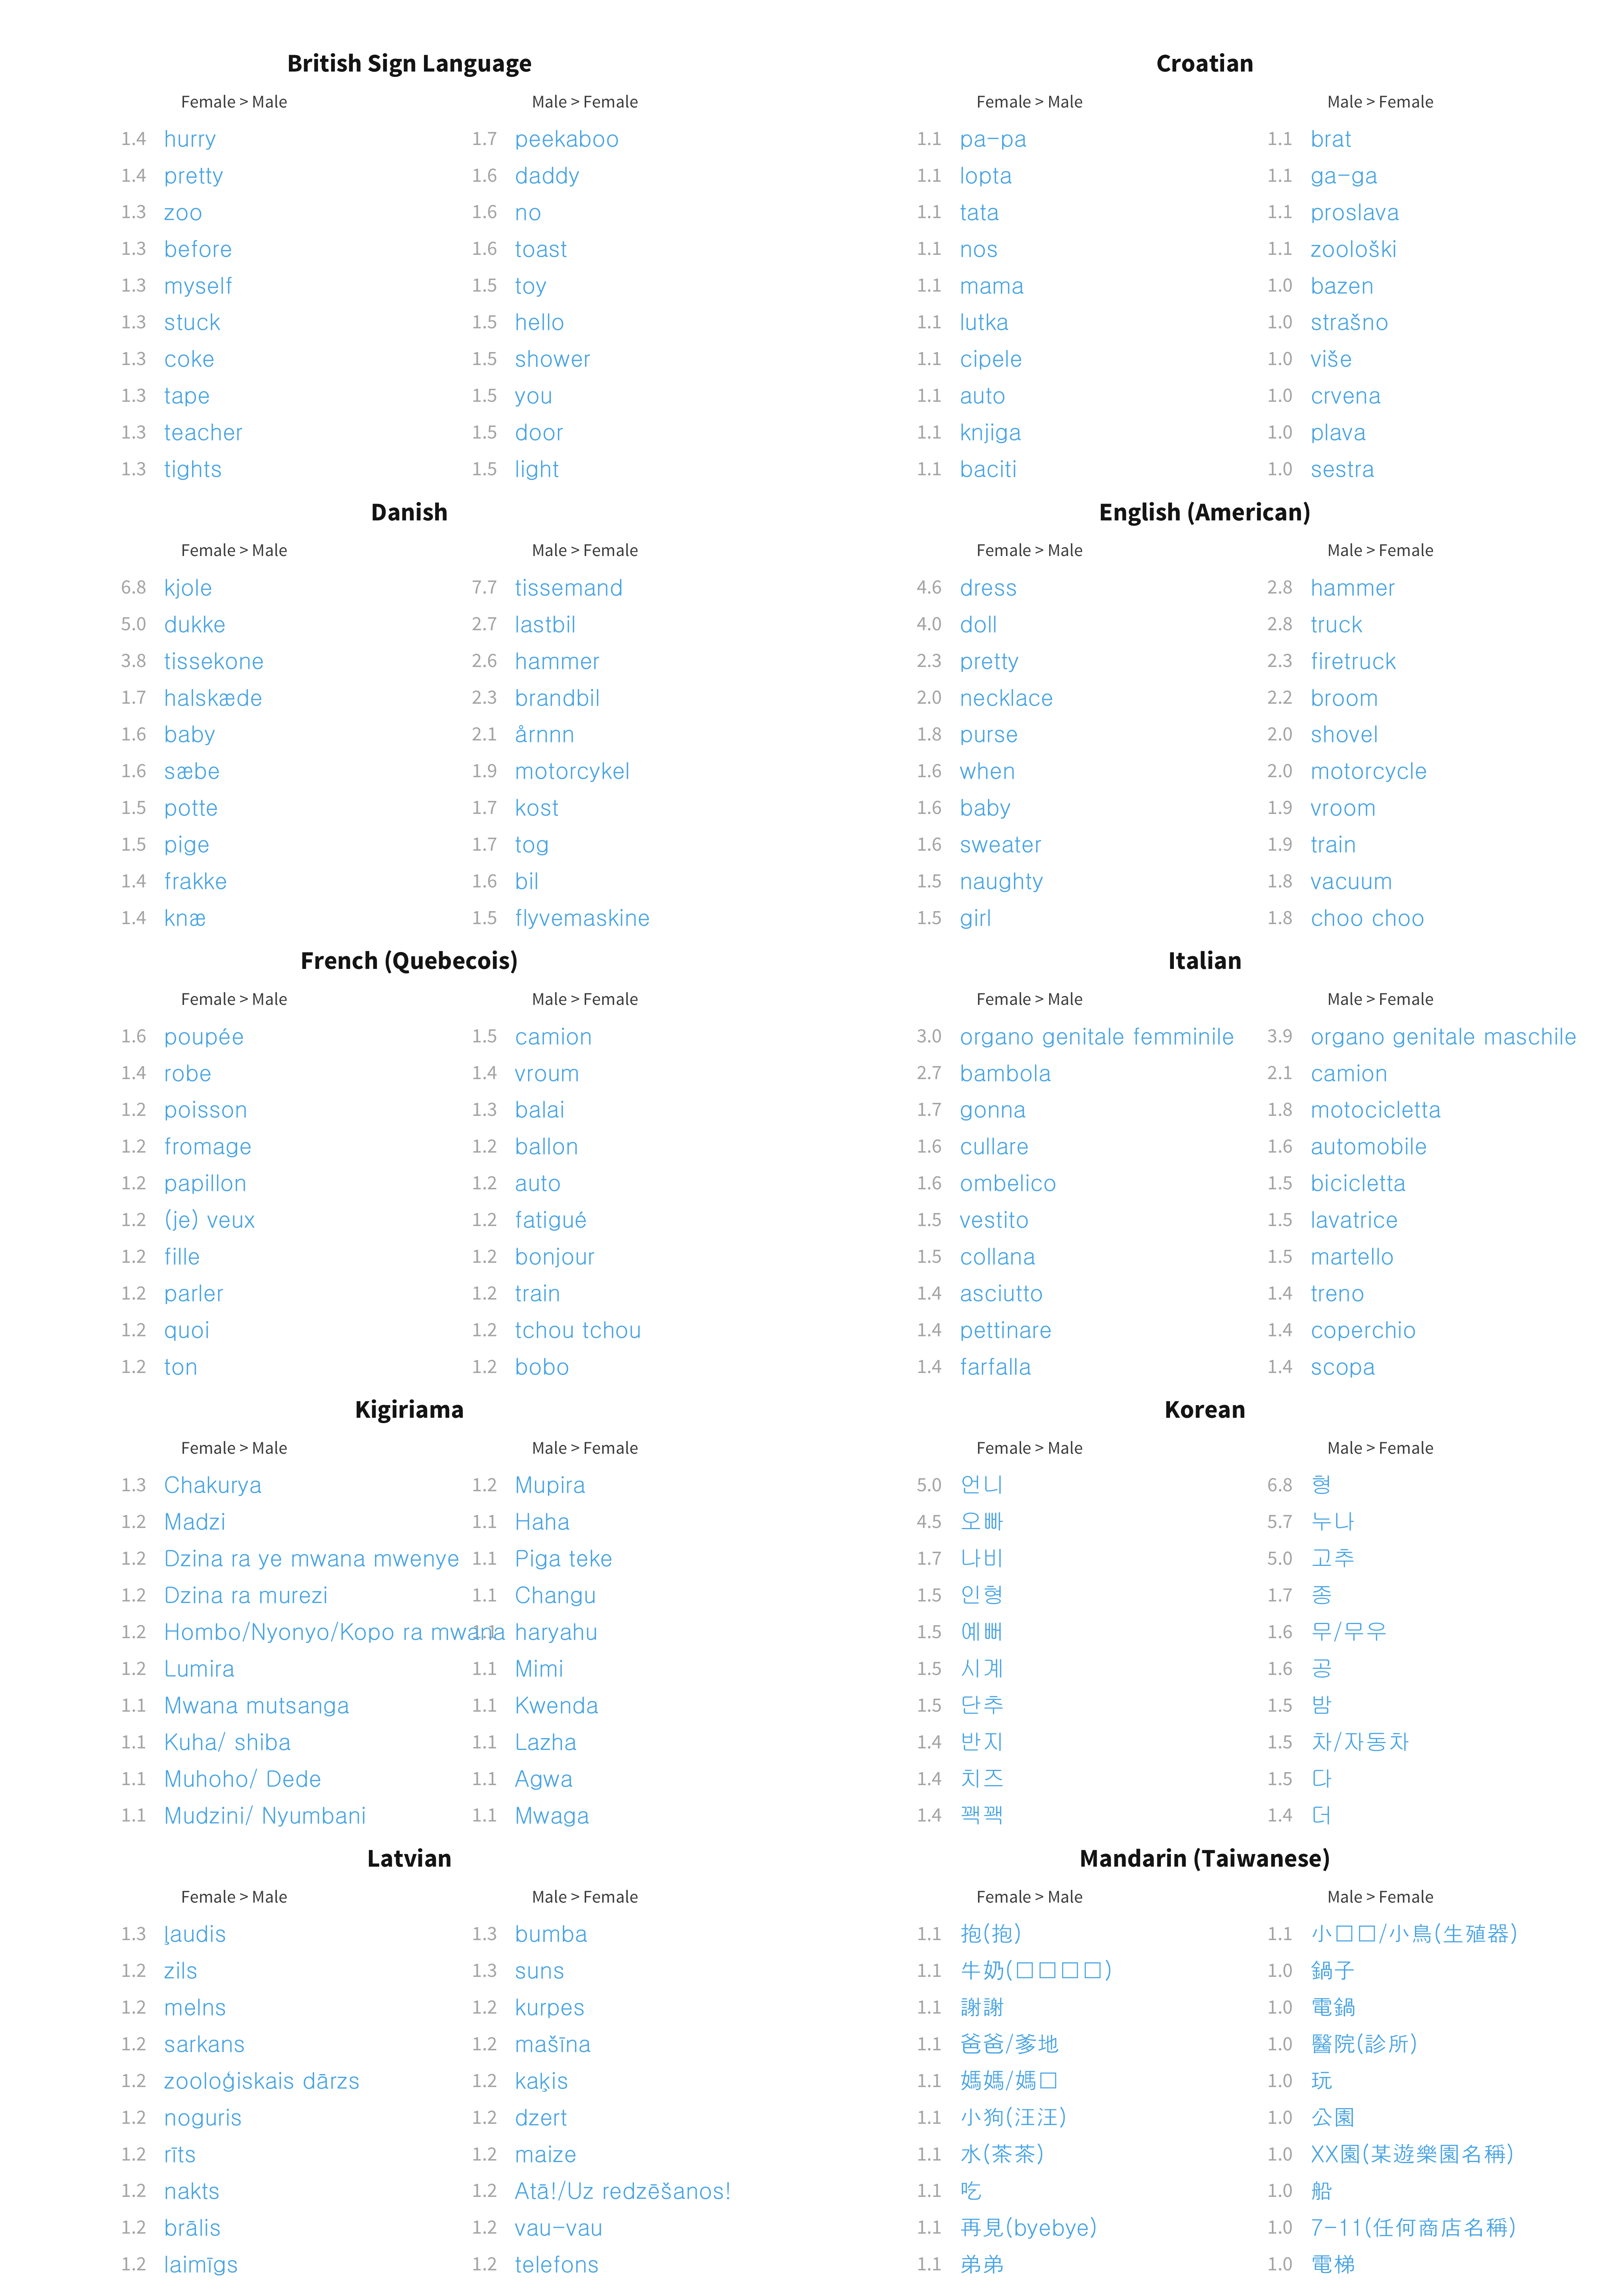 British Sign Language
Female > Male
1.4 hurry
1.4 pretty
1.3 zoo
1.3 before
1.3 myself
1.3 stuck
1.3 coke
1.3 tape
1.3 teacher
1.3 tights
Male > Female
1.7 peekaboo
1.6 daddy
1.6 no
1.6 toast
1.5 toy
1.5 hello
1.5 shower
1.5 you
1.5 door
1.5 light
Croatian
Female > Male
1.1 pa-pa
1.1 lopta
1.1 tata
1.1 nos
1.1 mama
1.1 lutka
1.1 cipele
1.1 auto
1.1 knjiga
1.1 baciti
Male > Female
1.1 brat
1.1 ga-ga
1.1 proslava
1.1 zoološki
1.0 bazen
1.0 strašno
1.0 više
1.0 crvena
1.0 plava
1.0 sestra
Danish
Female > Male
6.8 kjole
5.0 dukke
3.8 tissekone
1.7 halskæde
1.6 baby
1.6 sæbe
1.5 potte
1.5 pige
1.4 frakke
1.4 knæ
Male > Female
7.7 tissemand
2.7 lastbil
2.6 hammer
2.3 brandbil
2.1 årnnn
1.9 motorcykel
1.7 kost
1.7 tog
1.6 bil
1.5 flyvemaskine
English (American)
Female > Male
4.6 dress
4.0 doll
2.3 pretty
2.0 necklace
1.8 purse
1.6 when
1.6 baby
1.6 sweater
1.5 naughty
1.5 girl
Male > Female
2.8 hammer
2.8 truck
2.3 firetruck
2.2 broom
2.0 shovel
2.0 motorcycle
1.9 vroom
1.9 train
1.8 vacuum
1.8 choo choo
French (Quebecois)
Female > Male
1.6 poupée
1.4 robe
1.2 poisson
1.2 fromage
1.2 papillon
1.2 (je) veux
1.2 fille
1.2 parler
1.2 quoi
1.2 ton
Male > Female
1.5 camion
1.4 vroum
1.3 balai
1.2 ballon
1.2 auto
1.2 fatigué
1.2 bonjour
1.2 train
1.2 tchou tchou
1.2 bobo
Italian
Female > Male
3.0 organo genitale femminile
2.7 bambola
1.7 gonna
1.6 cullare
1.6 ombelico
1.5 vestito
1.5 collana
1.4 asciutto
1.4 pettinare
1.4 farfalla
Male > Female
3.9 organo genitale maschile
2.1 camion
1.8 motocicletta
1.6 automobile
1.5 bicicletta
1.5 lavatrice
1.5 martello
1.4 treno
1.4 coperchio
1.4 scopa
Kigiriama
Female > Male
1.3 Chakurya
1.2 Madzi
1.2 Dzina ra ye mwana mwenye
1.2 Dzina ra murezi
1.2 Hombo/Nyonyo/Kopo ra mwana
1.2 Lumira
1.1 Mwana mutsanga
1.1 Kuha/ shiba
1.1 Muhoho/ Dede
1.1 Mudzini/ Nyumbani
Male > Female
1.2 Mupira
1.1 Haha
1.1 Piga teke
1.1 Changu
1.1 haryahu
1.1 Mimi
1.1 Kwenda
1.1 Lazha
1.1 Agwa
1.1 Mwaga
Korean
Female > Male
5.0 언니
4.5 오빠
1.7 나비
1.5 인형
1.5 예뻐
1.5 시계
1.5 단추
1.4 반지
1.4 치즈
1.4 꽥꽥
Male > Female
6.8 형
5.7 누나
5.0 고추
1.7 종
1.6 무/무우
1.6 공
1.5 밤
1.5 차/자동차
1.5 다
1.4 더
Latvian
Female > Male
1.3 ļaudis
1.2 zils
1.2 melns
1.2 sarkans
1.2 zooloģiskais dārzs
1.2 noguris
1.2 rīts
1.2 nakts
1.2 brālis
1.2 laimīgs
Male > Female
1.3 bumba
1.3 suns
1.2 kurpes
1.2 mašīna
1.2 kaķis
1.2 dzert
1.2 maize
1.2 Atā!/Uz redzēšanos!
1.2 vau-vau
1.2 telefons
Mandarin (Taiwanese)
Female > Male
1.1 抱(抱)
1.1 牛奶(□□□□)
1.1 謝謝
1.1 爸爸/爹地
1.1 媽媽/媽□
1.1 小狗(汪汪)
1.1 水(茶茶)
1.1 吃
1.1 再見(byebye)
1.1 弟弟
Male > Female
1.1 小□□/小鳥(生殖器)
1.0 鍋子
1.0 電鍋
1.0 醫院(診所)
1.0 玩
1.0 公園
1.0 XX園(某遊樂園名稱)
1.0 船
1.0 7-11(任何商店名稱)
1.0 電梯